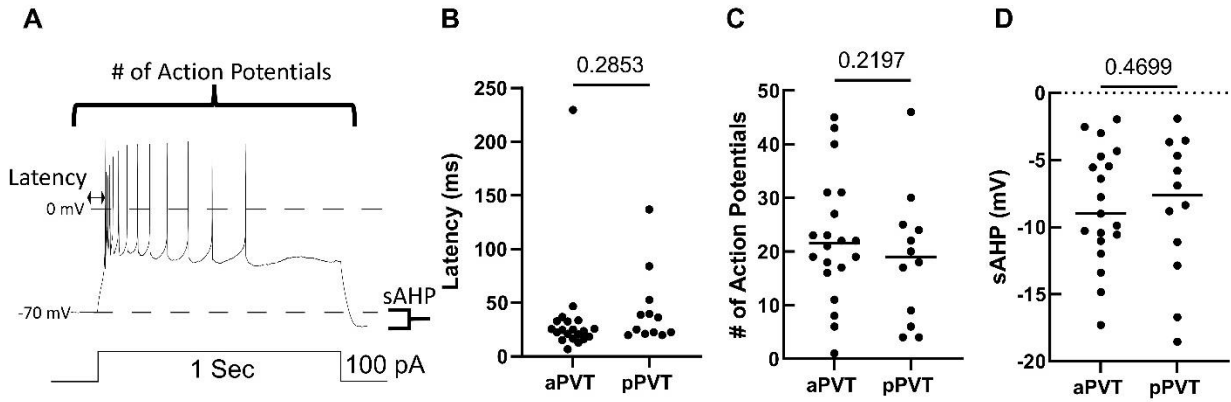 A
# of Action Potentials
Latency
0 mV
-70 mV
sAHP
1 Sec
100 pA
B
0.2853
250
200
150
100
50
0
Latency (ms)
aPVT
pPVT
C
0.2197
50
40
30
20
10
0
# of Action Potentials
aPVT
pPVT
D
0.4699
0
-5
-10
-15
-20
sAHP (mV)
aPVT
pPVT